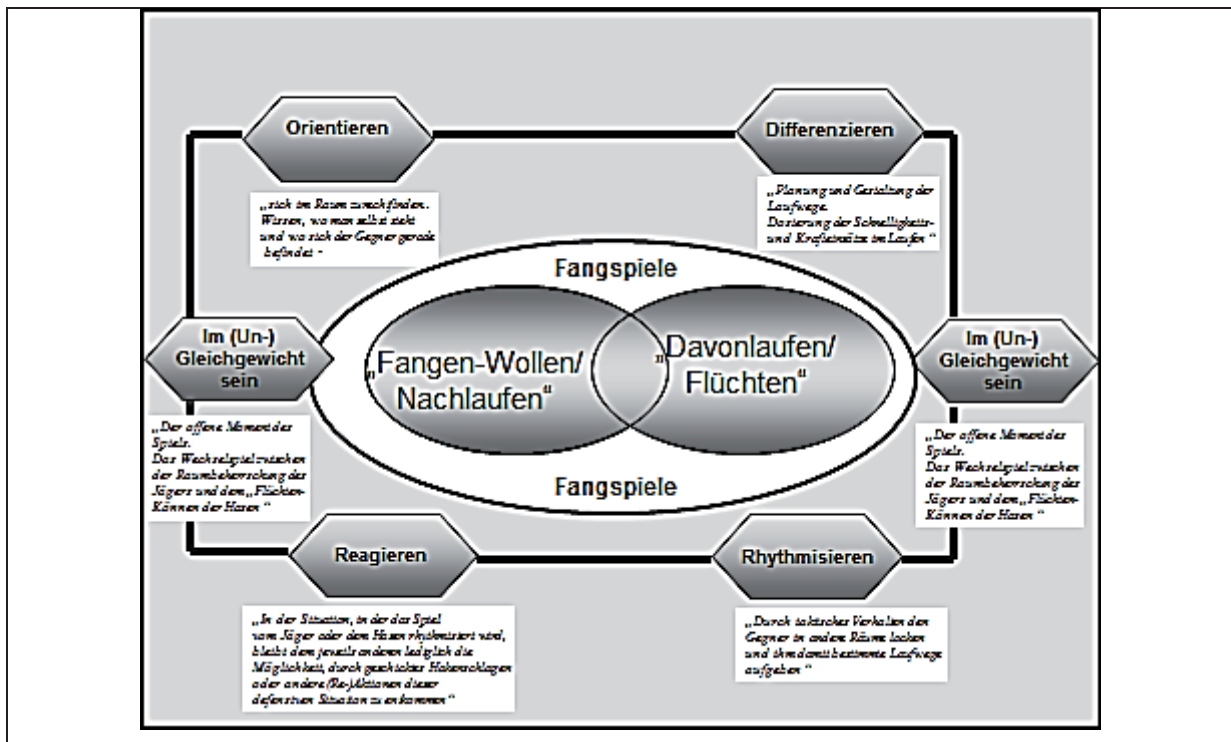 Orientieren
Differenzieren
„sich im Raum zurechfinden.
Wissen, wo man selbst steht
und wo sich der Gegner gerade
befindet “
„Planung und Gestaltung der
Laufwege.
Dosierung der Schnelligkeits-
und Krafteinsätze im Laufen “
Fangspiele
Im (Un-)
Gleichgewicht
sein
„Fangen-Wollen/
Nachlaufen“
„Davonlaufen/
Flüchten“
Im (Un-)
Gleichgewicht
sein
„Der offene Moment des
Spiels.
Das Wechselspiel zwischen
der Raumbeherrschung des
Jägers und dem „Flüchten-
Können der Hasen “
Fangspiele
„Der offene Moment des
Spiels.
Das Wechselspiel zwischen
der Raumbeherrschung des
Jägers und dem „Flüchten-
Können der Hasen “
Reagieren
Rhythmisieren
„In der Situation, in der das Spiel
vom Jäger oder dem Hasen rhythmisiert wird,
bleibt dem jeweils anderen lediglich die
Möglichkeit, durch geschicktes Hakenschlagen
oder andere (Re-)Aktionen dieser
defensiven Situation zu entkommen “
„Durch taktisches Verhalten den
Gegner in andere Räume locken
und ihm damit bestimmte Laufwege
aufgeben “